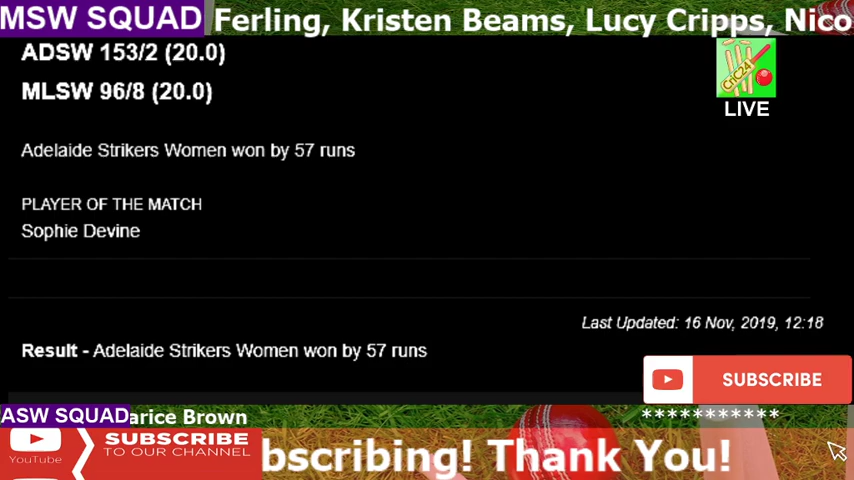 MSW SQUAD Ferling, Kristen Beams, Lucy Cripps, Nico
ADSW 153/2 (20.0)
MLSW 96/8 (20.0)
CriC24
LIVE
Adelaide Strikers Women won by 57 runs
PLAYER OF THE MATCH
Sophie Devine
Last Updated: 16 Nov, 2019, 12:18
Result - Adelaide Strikers Women won by 57 runs
SUBSCRIBE
ASW SQUAD arice Brown
***********
YouTube
SUBSCRIBE
TO OUR CHANNEL
bscribing! Thank You!